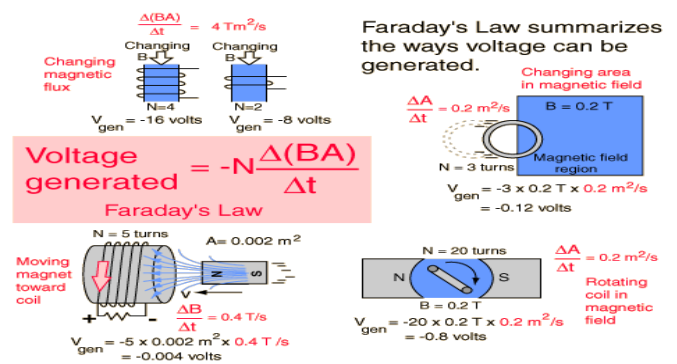 Δ(BA)
Δt
= 4 Tm²/s
Faraday's Law summarizes
the ways voltage can be
generated.
Changing
B
Changing
B
Changing
magnetic
flux
N=4
N=2
V gen = -16 volts
V gen = -8 volts
Changing area
in magnetic field
ΔA
Δt
= 0.2 m²/s
B = 0.2 T
N = 3 turns
Magnetic field
region
V gen = -3 x 0.2 T x 0.2 m²/s
= -0.12 volts
Voltage
generated
= -N Δ(BA)
Δt
Faraday's Law
N = 5 turns
A= 0.002 m²
Moving
magnet
toward
coil
N
S
v
+
-
ΔB
Δt
= 0.4 T/s
V gen = -5 x 0.002 m² x 0.4 T /s
= -0.004 volts
N = 20 turns
N
S
B = 0.2 T
ΔA
Δt
= 0.2 m²/s
Rotating
coil in
magnetic
field
V gen = -20 x 0.2 T x 0.2 m²/s
= -0.8 volts